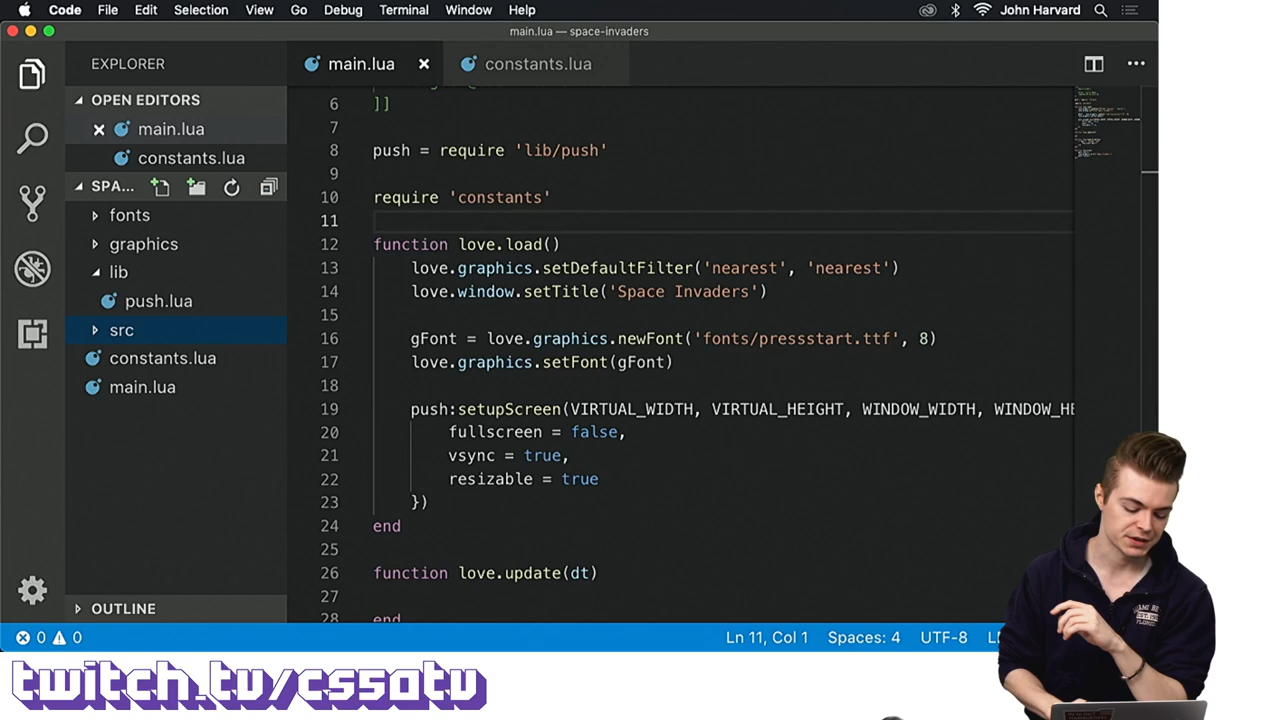 Code File Edit Selection View Go Debug Terminal Window Help John Harvard
main.lua — space-invaders
EXPLORER
main.lua
constants.lua
OPEN EDITORS
main.lua
constants.lua
SPA...
fonts
graphics
lib
push.lua
src
constants.lua
main.lua
OUTLINE
6 ]]
7
8 push = require 'lib/push'
9
10 require 'constants'
11
12 function love.load()
13 love.graphics.setDefaultFilter('nearest', 'nearest')
14 love.window.setTitle('Space Invaders')
15
16 gFont = love.graphics.newFont('fonts/pressstart.ttf', 8)
17 love.graphics.setFont(gFont)
18
19 push:setupScreen(VIRTUAL_WIDTH, VIRTUAL_HEIGHT, WINDOW_WIDTH, WINDOW_HE
20 fullscreen = false,
21 vsync = true,
22 resizable = true
23 })
24 end
25
26 function love.update(dt)
27
28 end
0 0 Ln 11, Col 1 Spaces: 4 UTF-8
twitch.tv/cs50tv